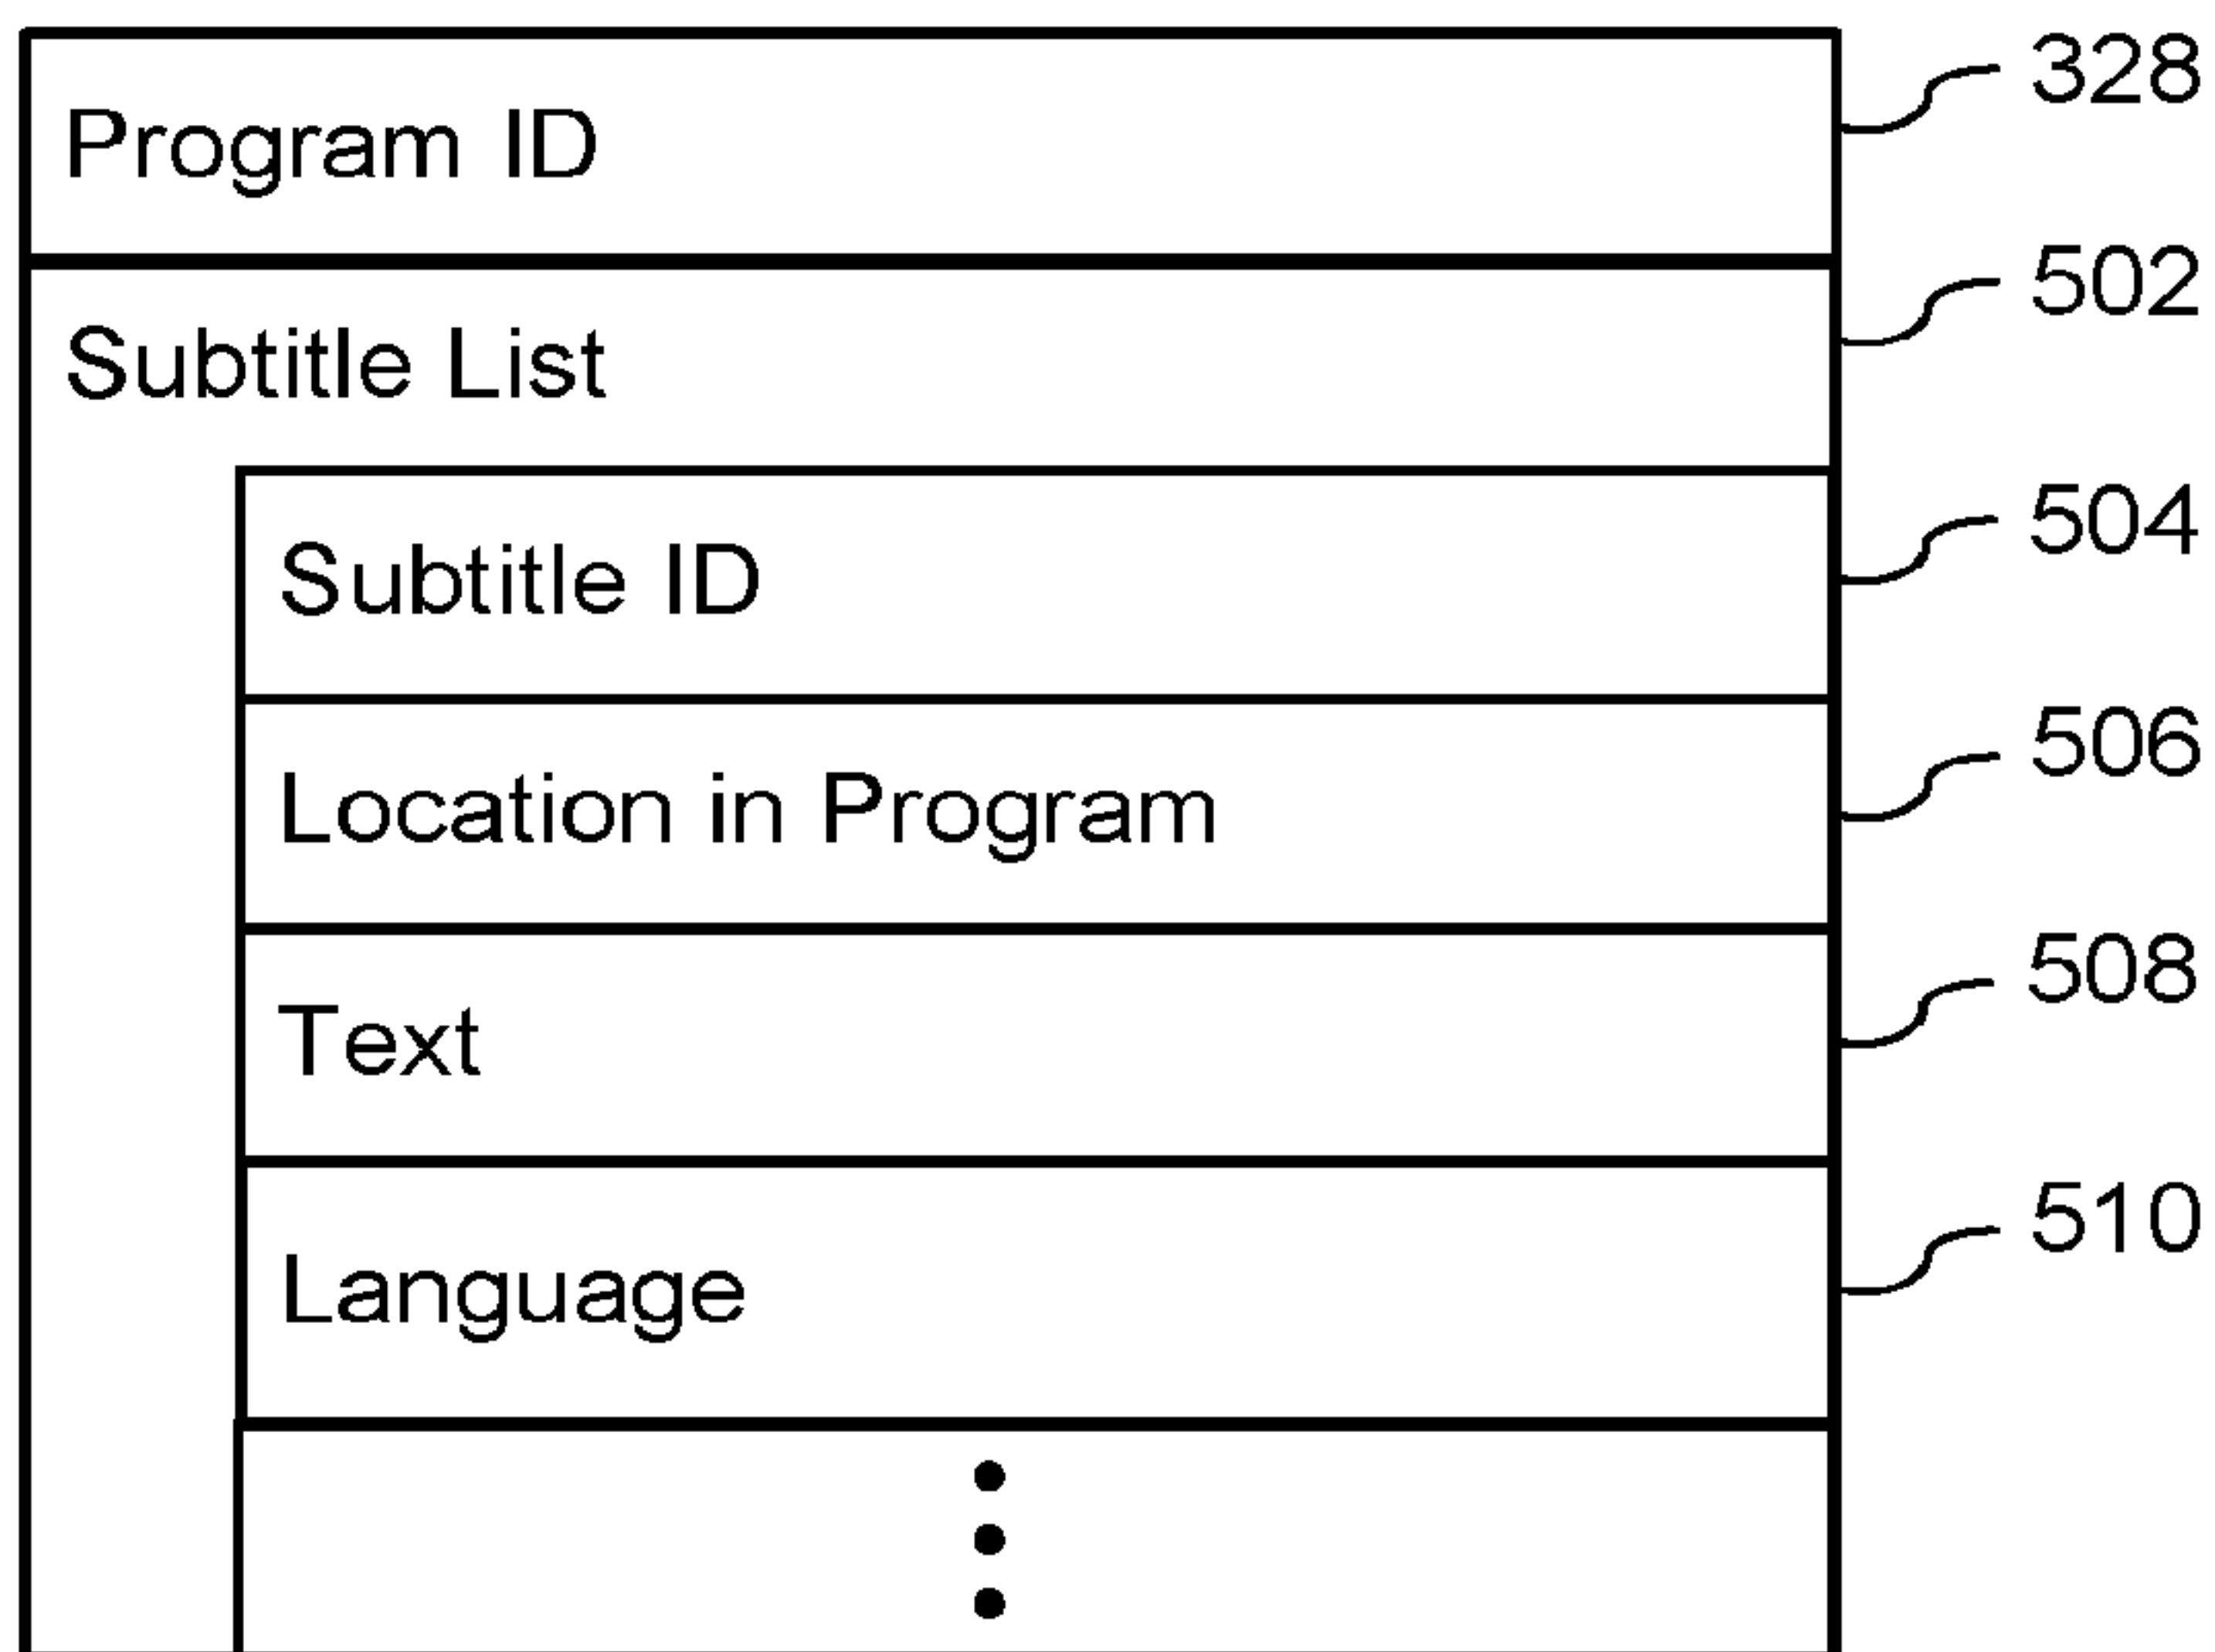 Program ID 328
Subtitle List 502
Subtitle ID 504
Location in Program 506
Text 508
Language 510